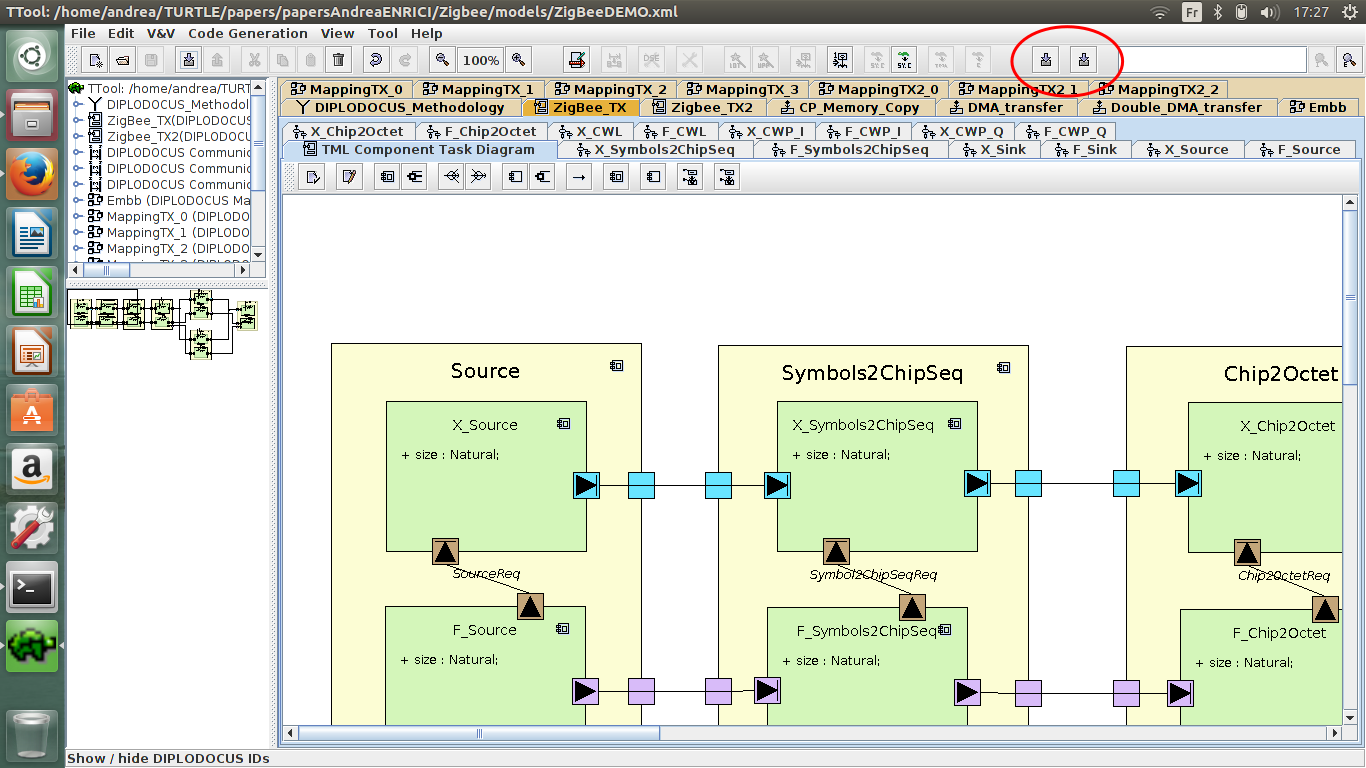 TTool: /home/andrea/TURTLE/papers/papersAndreaENRICI/Zigbee/models/ZigBeeDEMO.xml
Fr
17:27
File Edit V&V Code Generation View Tool Help
100%
TTool: /home/andrea/TURT
DIPLODOCUS_Methodol
ZigBee_TX(DIPLODOCUS
Zigbee_TX2(DIPLODOCU
DIPLODOCUS Communic
DIPLODOCUS Communic
DIPLODOCUS Communic
Embb (DIPLODOCUS Ma
MappingTX_0 (DIPLODO
MappingTX_1 (DIPLODO
MappingTX_2 (DIPLODO
MappingTX_0 MappingTX_1 MappingTX_2 MappingTX_3 MappingTX2_0 MappingTX2_1 MappingTX2_2
DIPLODOCUS_Methodology ZigBee_TX Zigbee_TX2 CP_Memory_Copy DMA_transfer Double_DMA_transfer Embb
X_Chip2Octet F_Chip2Octet X_CWL F_CWL X_CWP_I F_CWP_I X_CWP_Q F_CWP_Q
TML Component Task Diagram X_Symbols2ChipSeq F_Symbols2ChipSeq X_Sink F_Sink X_Source F_Source
Source
Symbols2ChipSeq
Chip2Octet
X_Source
X_Symbols2ChipSeq
X_Chip2Octet
+ size : Natural;
+ size : Natural;
+ size : Natural;
SourceReq
Symbol2ChipSeqReq
Chip2OctetReq
F_Source
F_Symbols2ChipSeq
F_Chip2Octet
+ size : Natural;
+ size : Natural;
+ size : Natural;
Show / hide DIPLODOCUS IDs